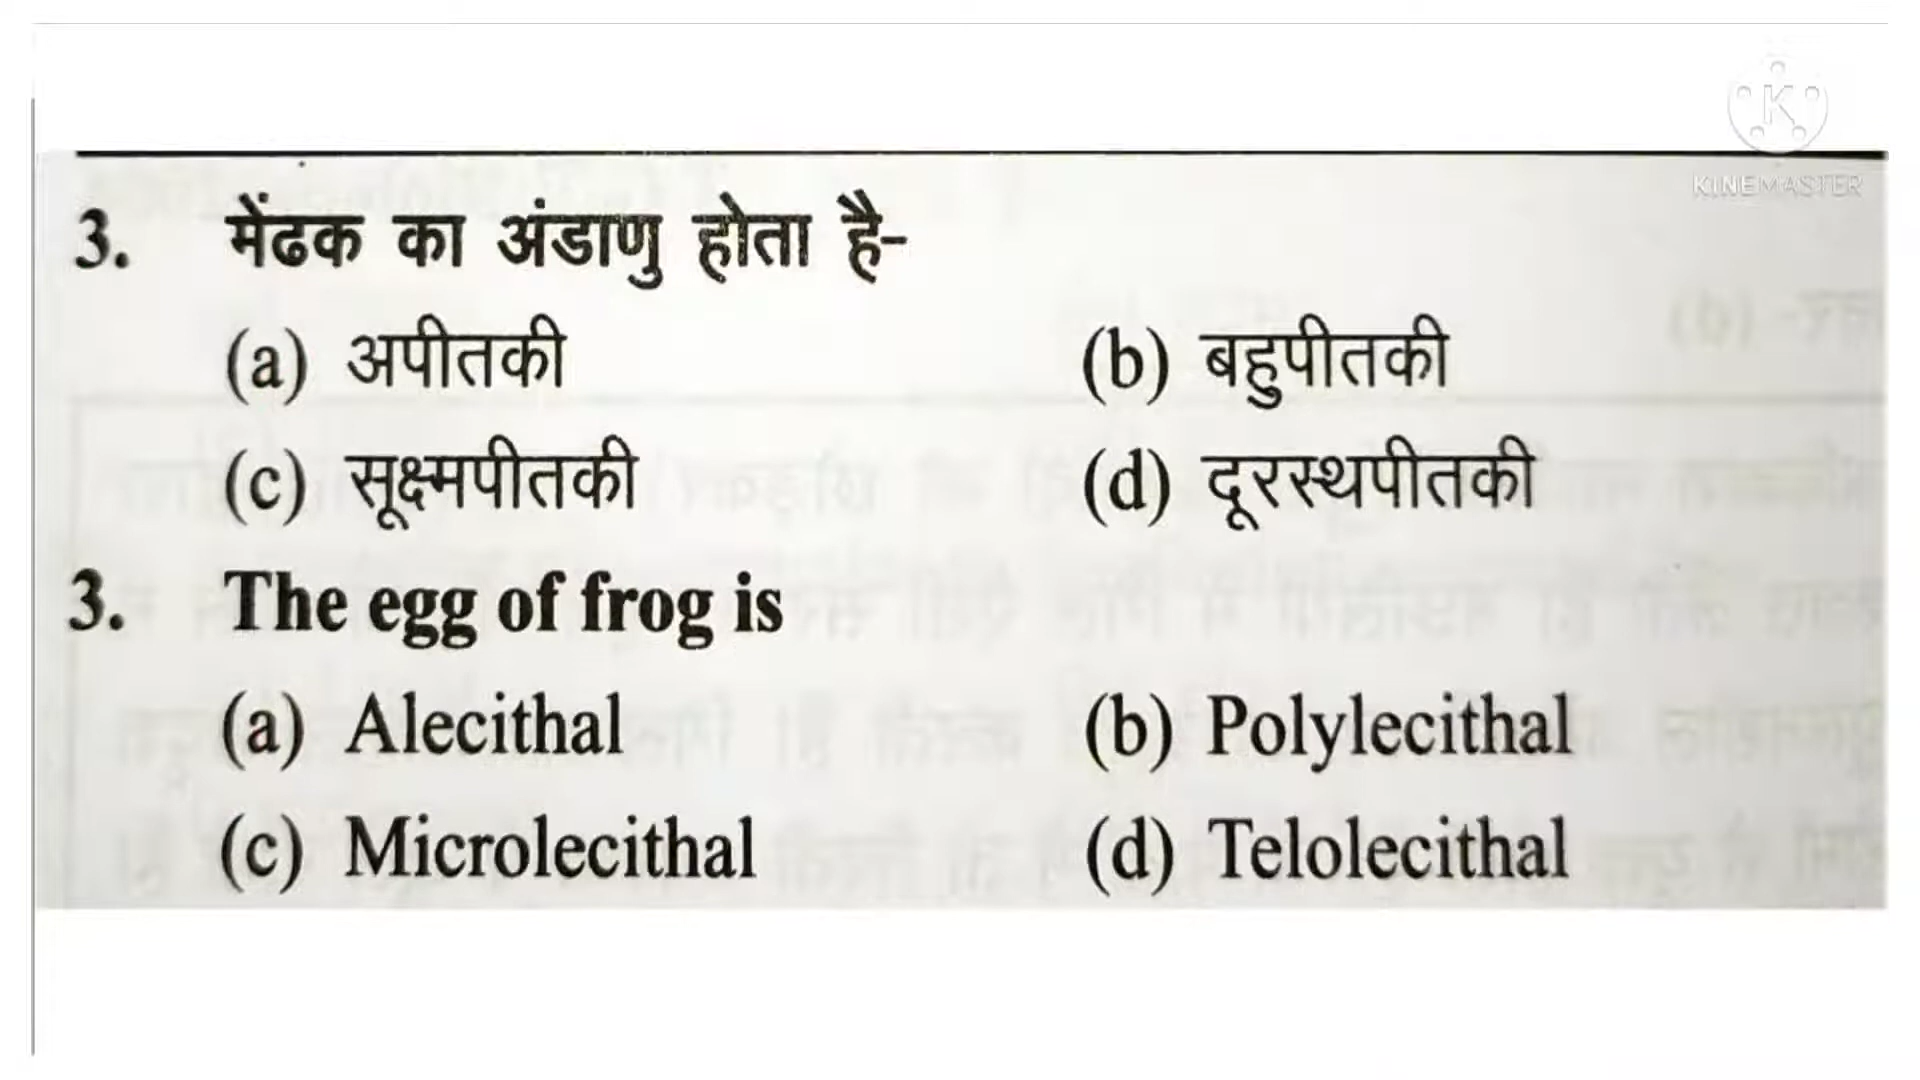 KINEMASTER
3. मेंढक का अंडाणु होता है-
(a) अपीतकी (b) बहुपीतकी
(c) सूक्ष्मपीतकी (d) दूरस्थपीतकी
3. The egg of frog is
(a) Alecithal (b) Polylecithal
(c) Microlecithal (d) Telolecithal